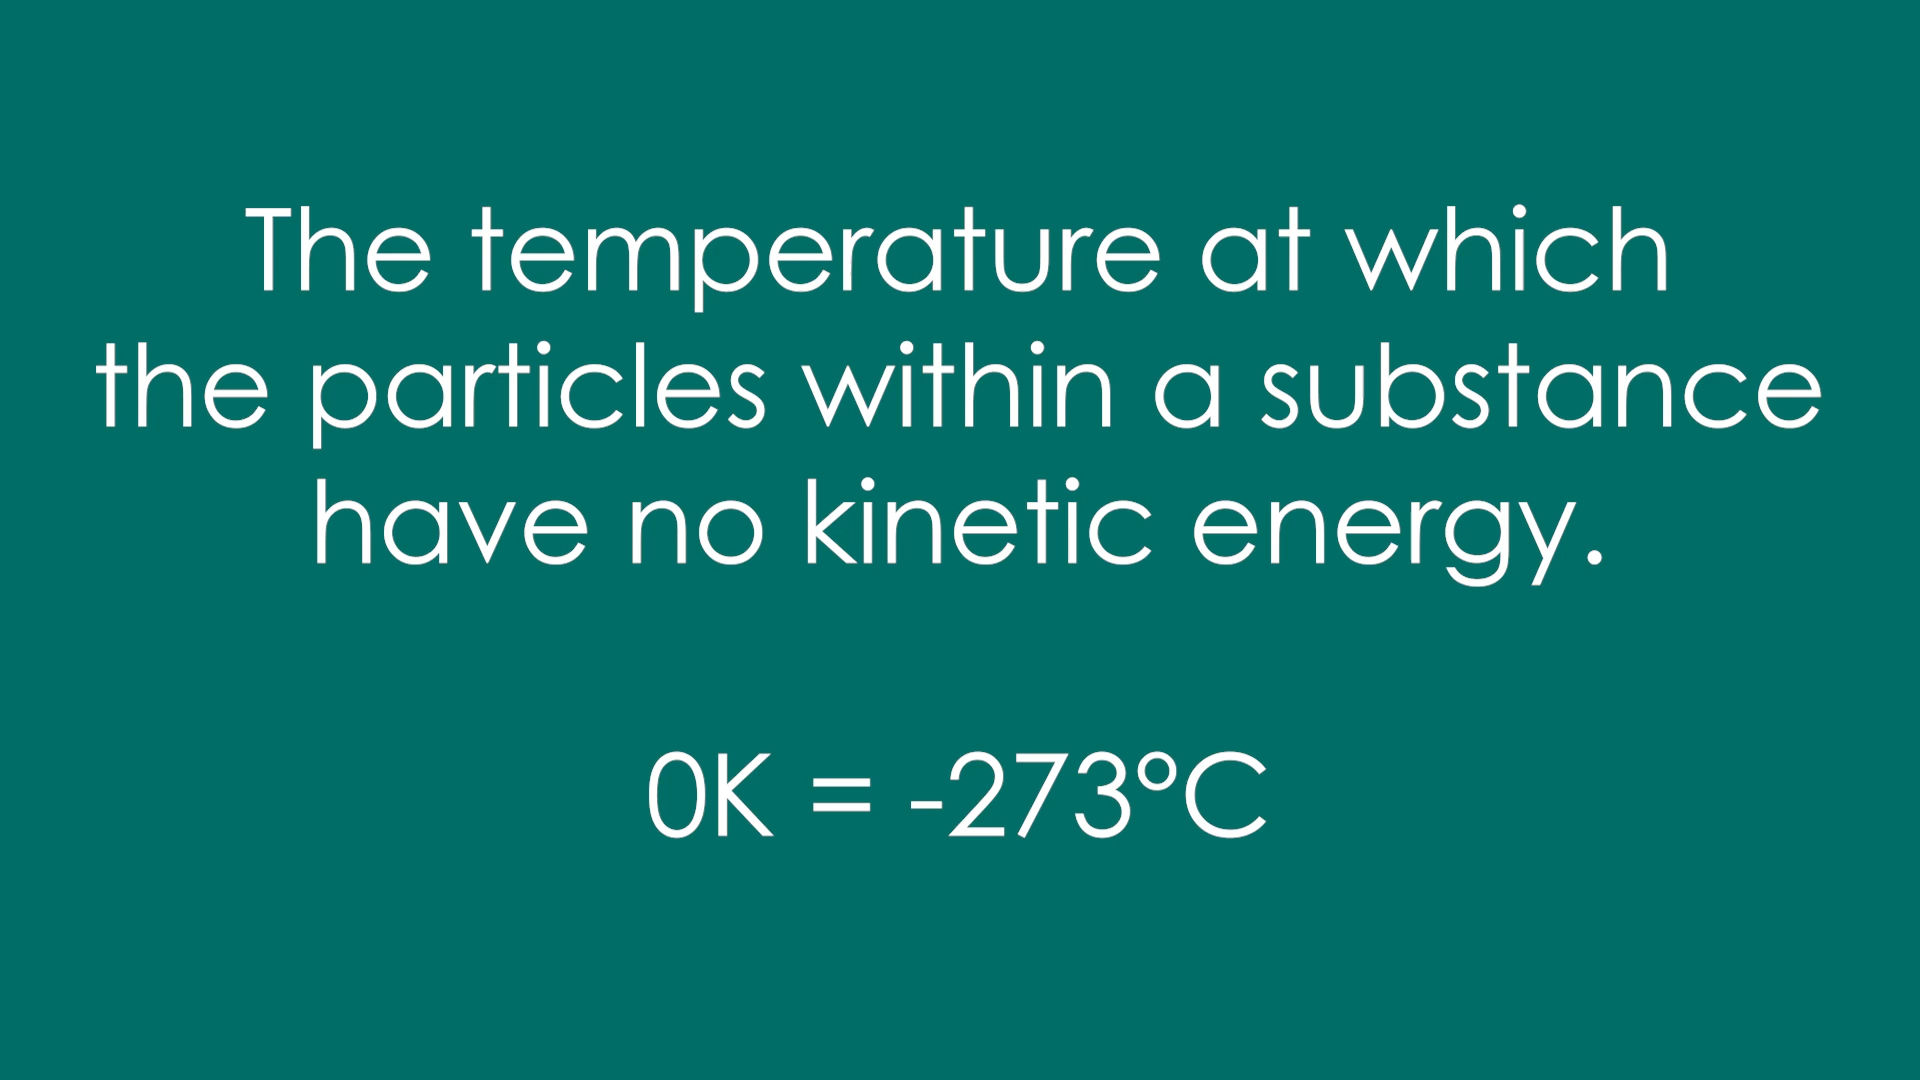 The temperature at which
the particles within a substance
have no kinetic energy.
0K = -273°C